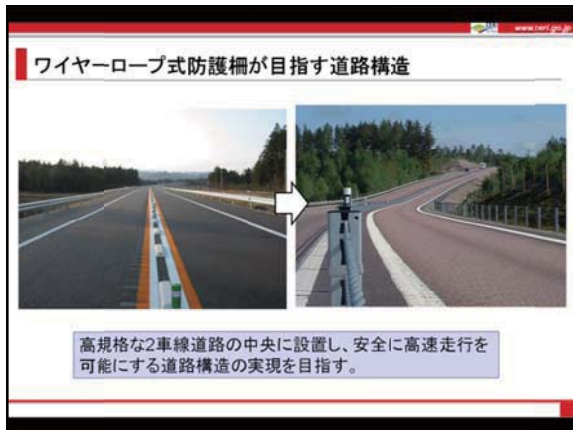 www.ceri.go.jp
ワイヤーロープ式防護柵が目指す道路構造
高規格な2車線道路の中央に設置し、安全に高速走行を
可能にする道路構造の実現を目指す。